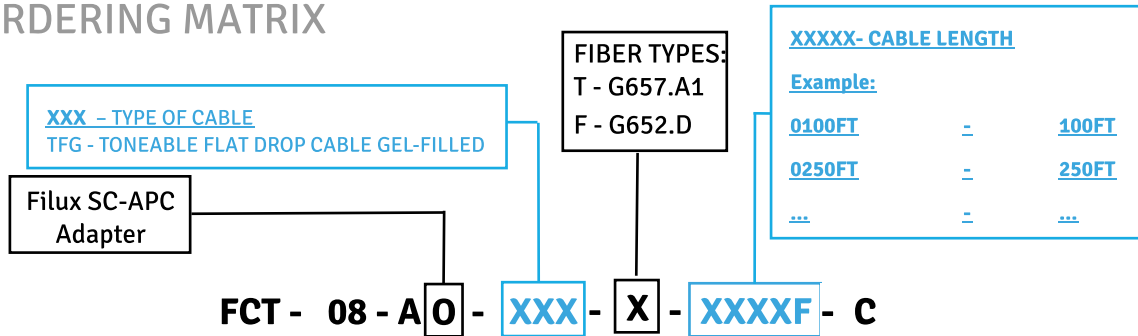 RDERING MATRIX
FIBER TYPES:
T - G657.A1
F - G652.D
XXXXX- CABLE LENGTH
Example:
0100FT - 100FT
0250FT - 250FT
... - ...
XXX – TYPE OF CABLE
TFG - TONEABLE FLAT DROP CABLE GEL-FILLED
Filux SC-APC
Adapter
FCT - 08 - A O - XXX - X - XXXXF - C